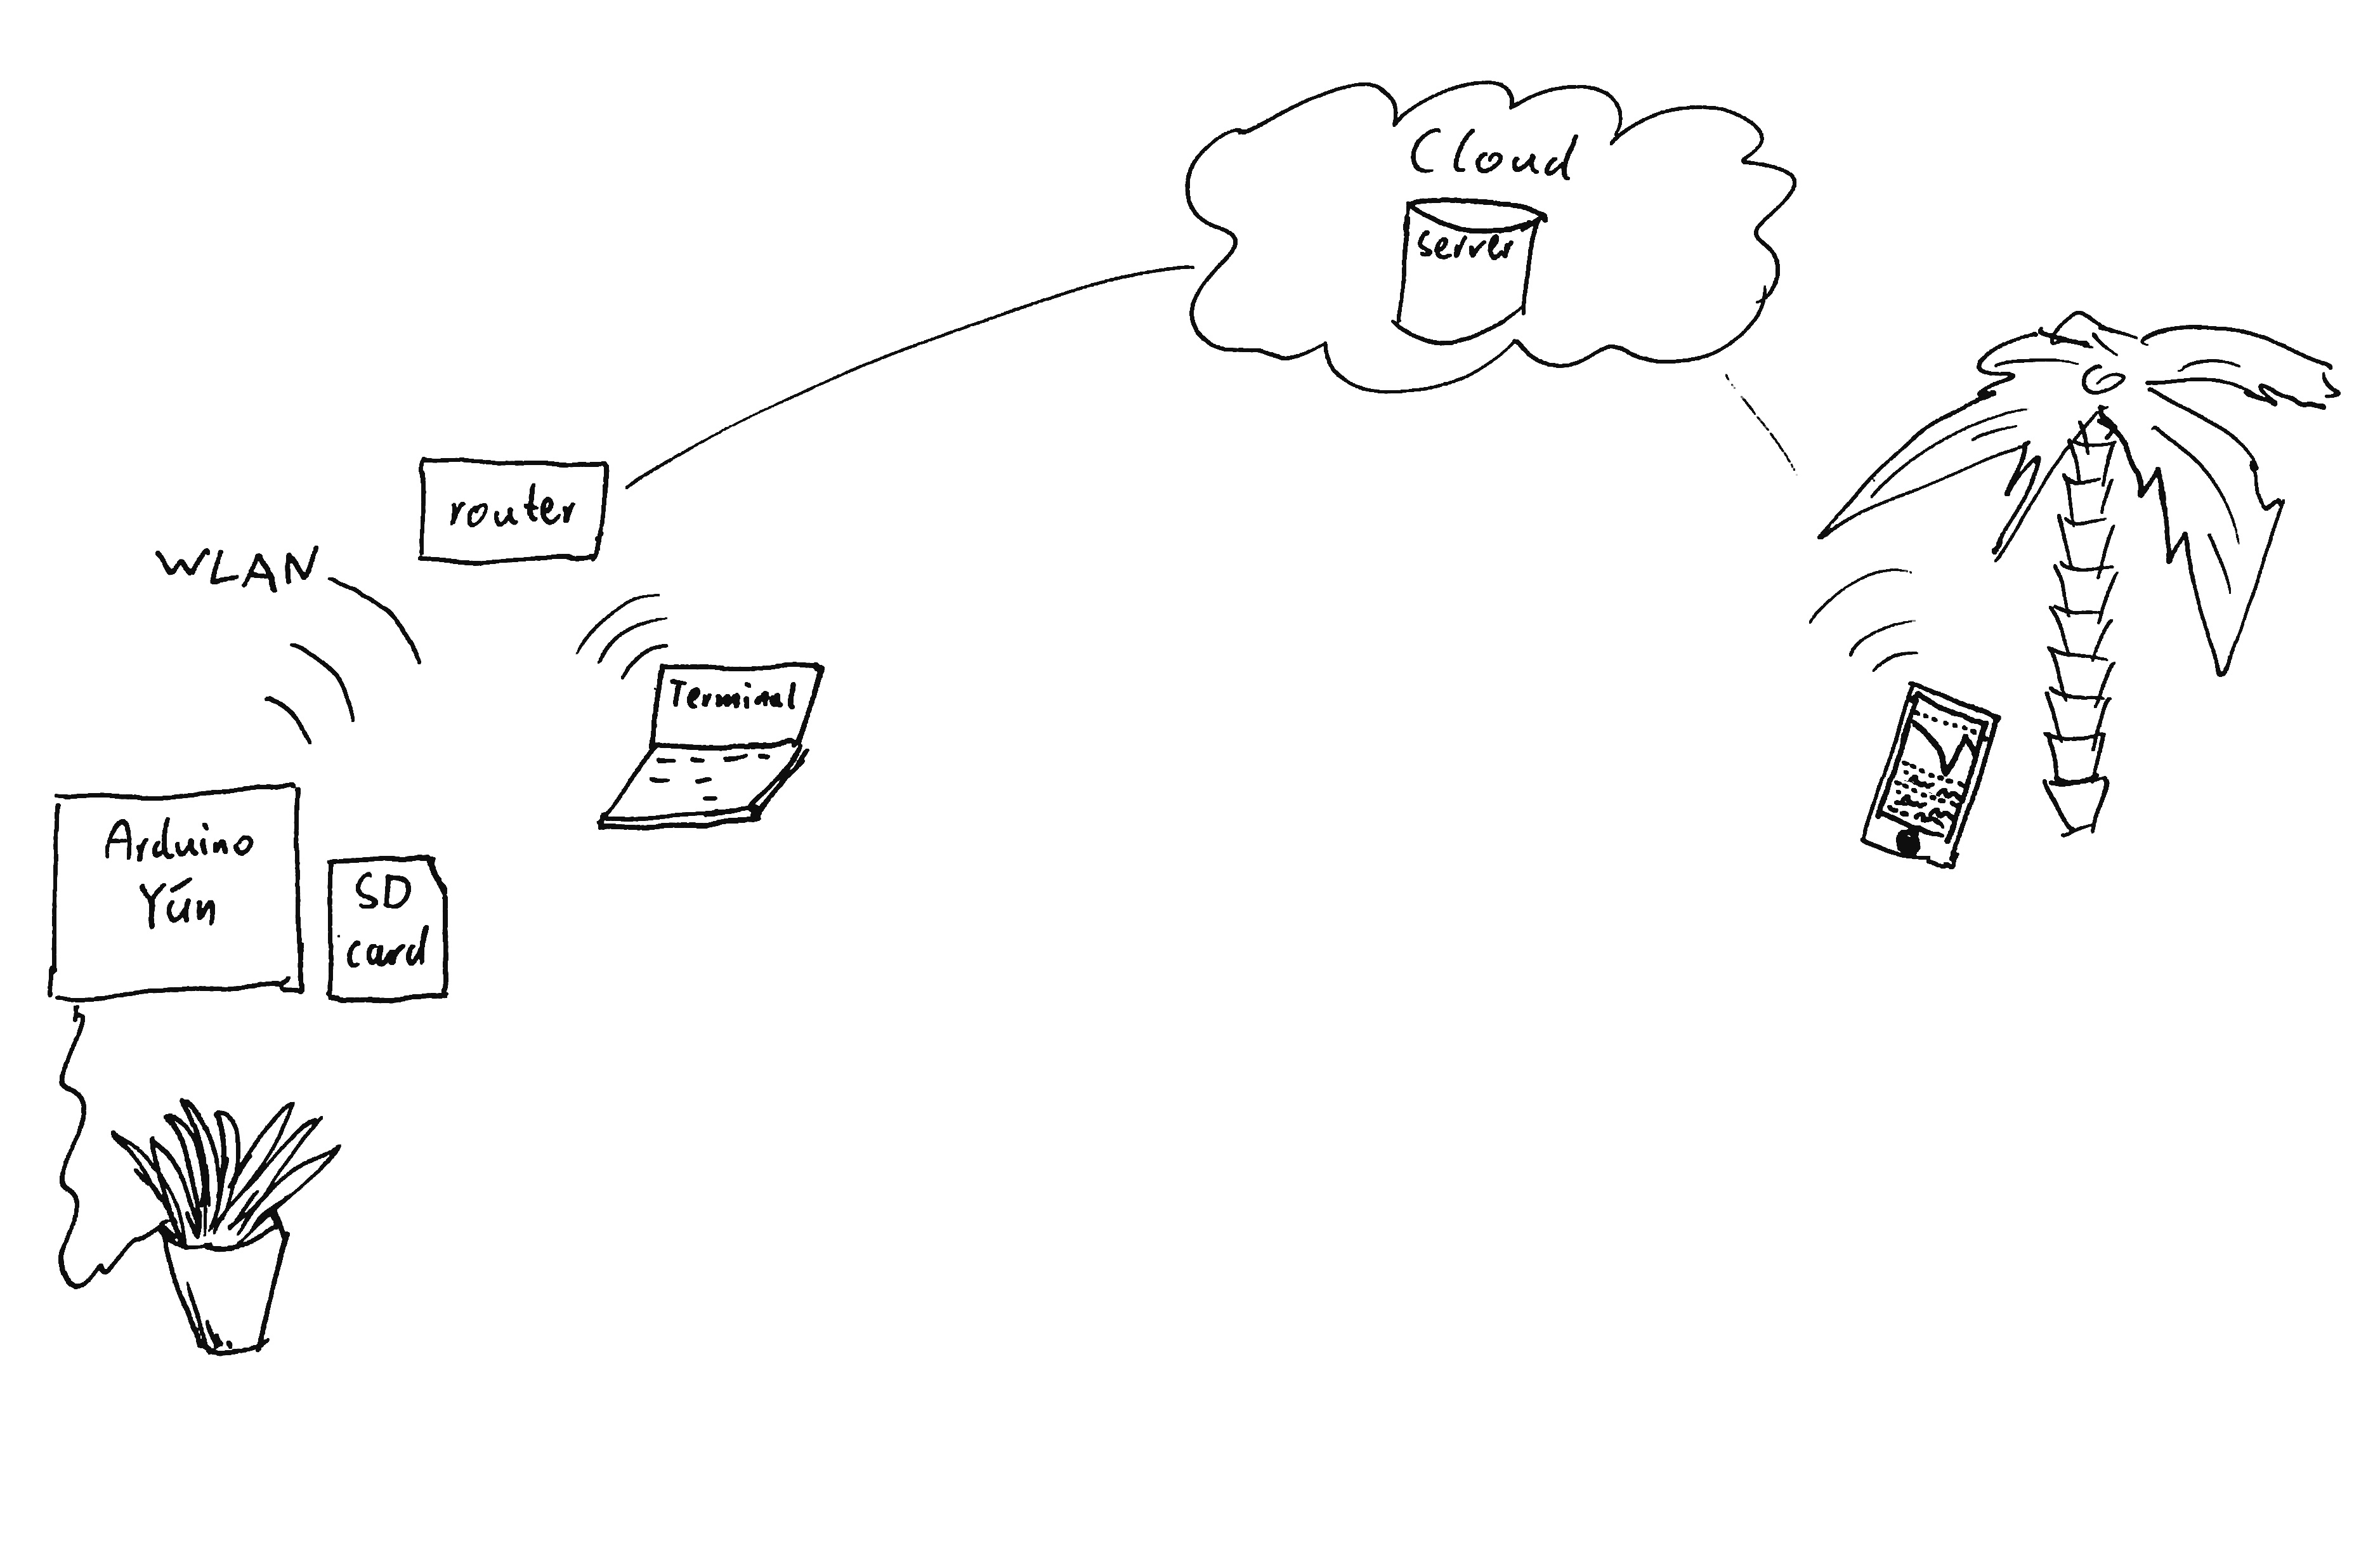 Cloud
server
router
WLAN
Terminal
Arduino
Yún
SD
card